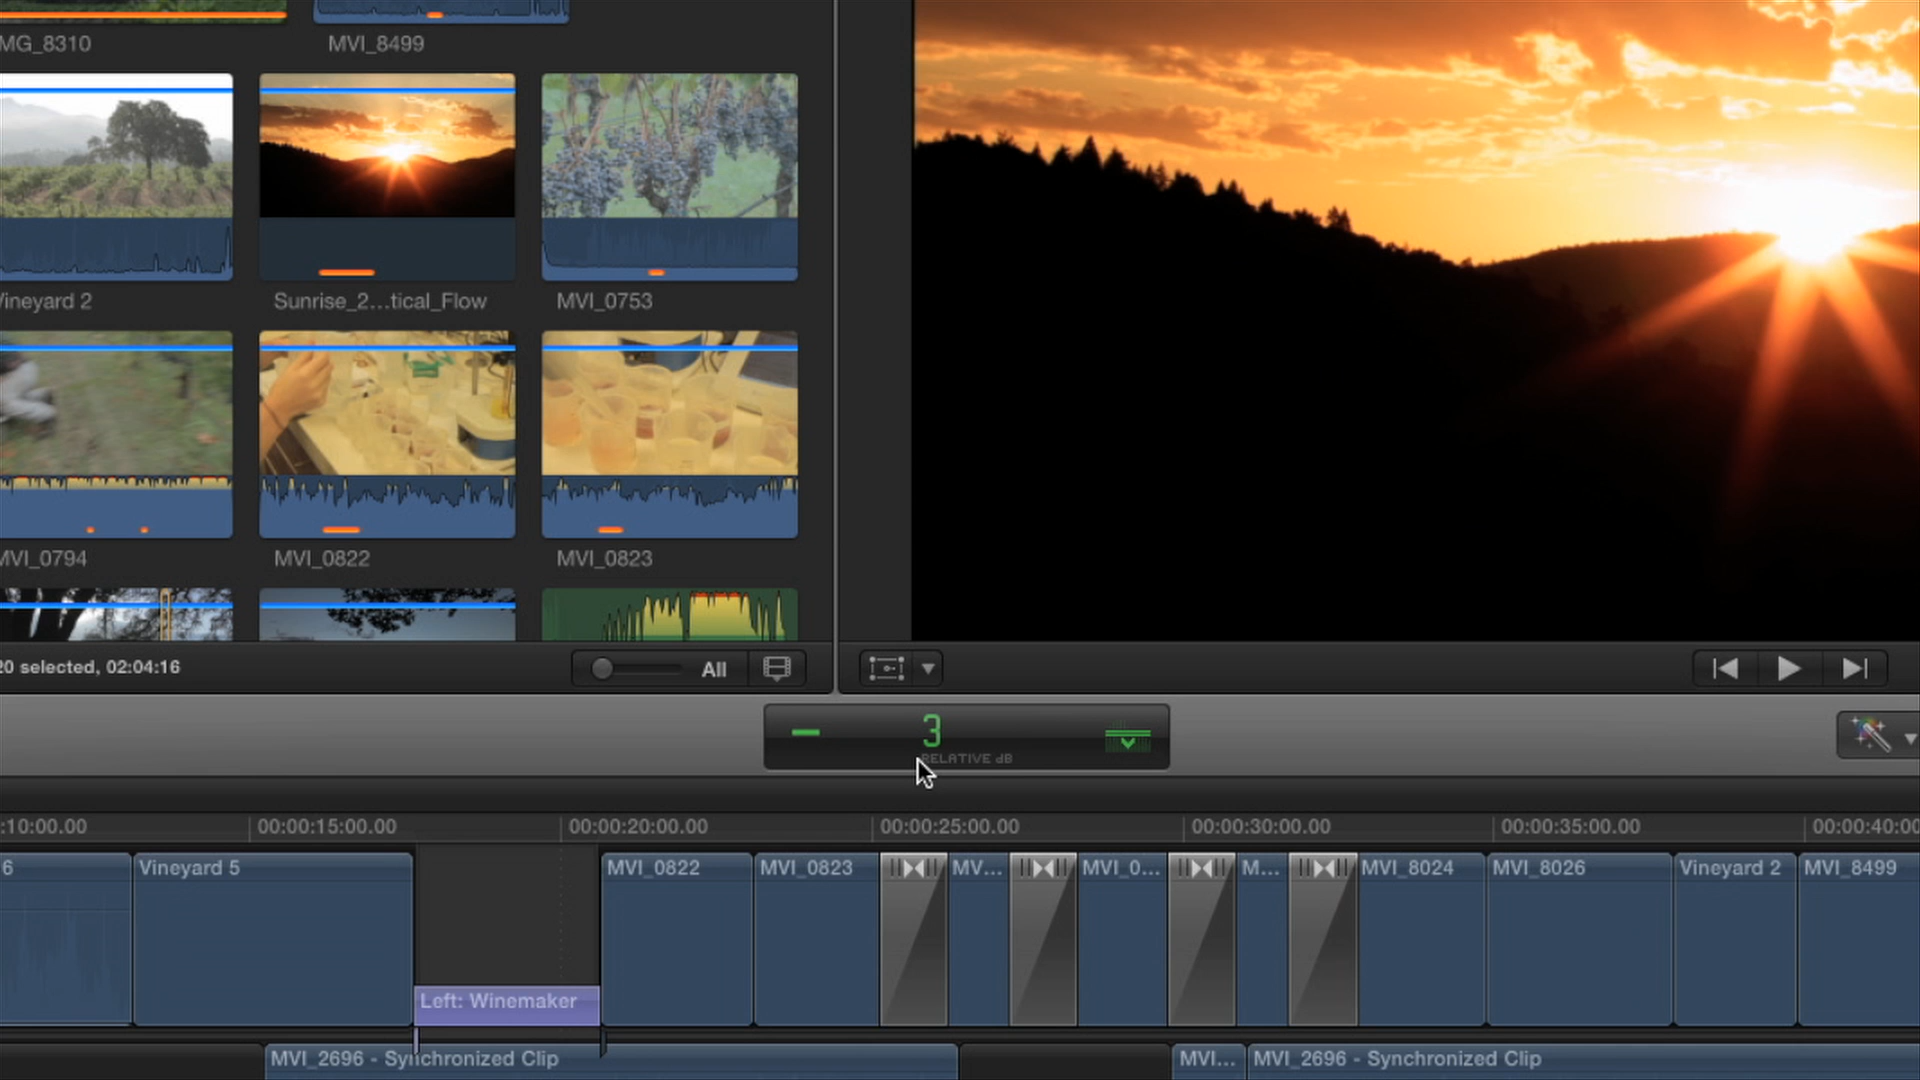 MG_8310
MVI_8499
Vineyard 2
Sunrise_2...tical_Flow
MVI_0753
MVI_0794
MVI_0822
MVI_0823
20 selected, 02:04:16
All
3
RELATIVE dB
:10:00.00
00:00:15:00.00
00:00:20:00.00
00:00:25:00.00
00:00:30:00.00
00:00:35:00.00
00:00:40:00
6
Vineyard 5
MVI_0822
MVI_0823
MV...
MVI_0...
M...
MVI_8024
MVI_8026
Vineyard 2
MVI_8499
Left: Winemaker
MVI_2696 - Synchronized Clip
MVI...
MVI_2696 - Synchronized Clip